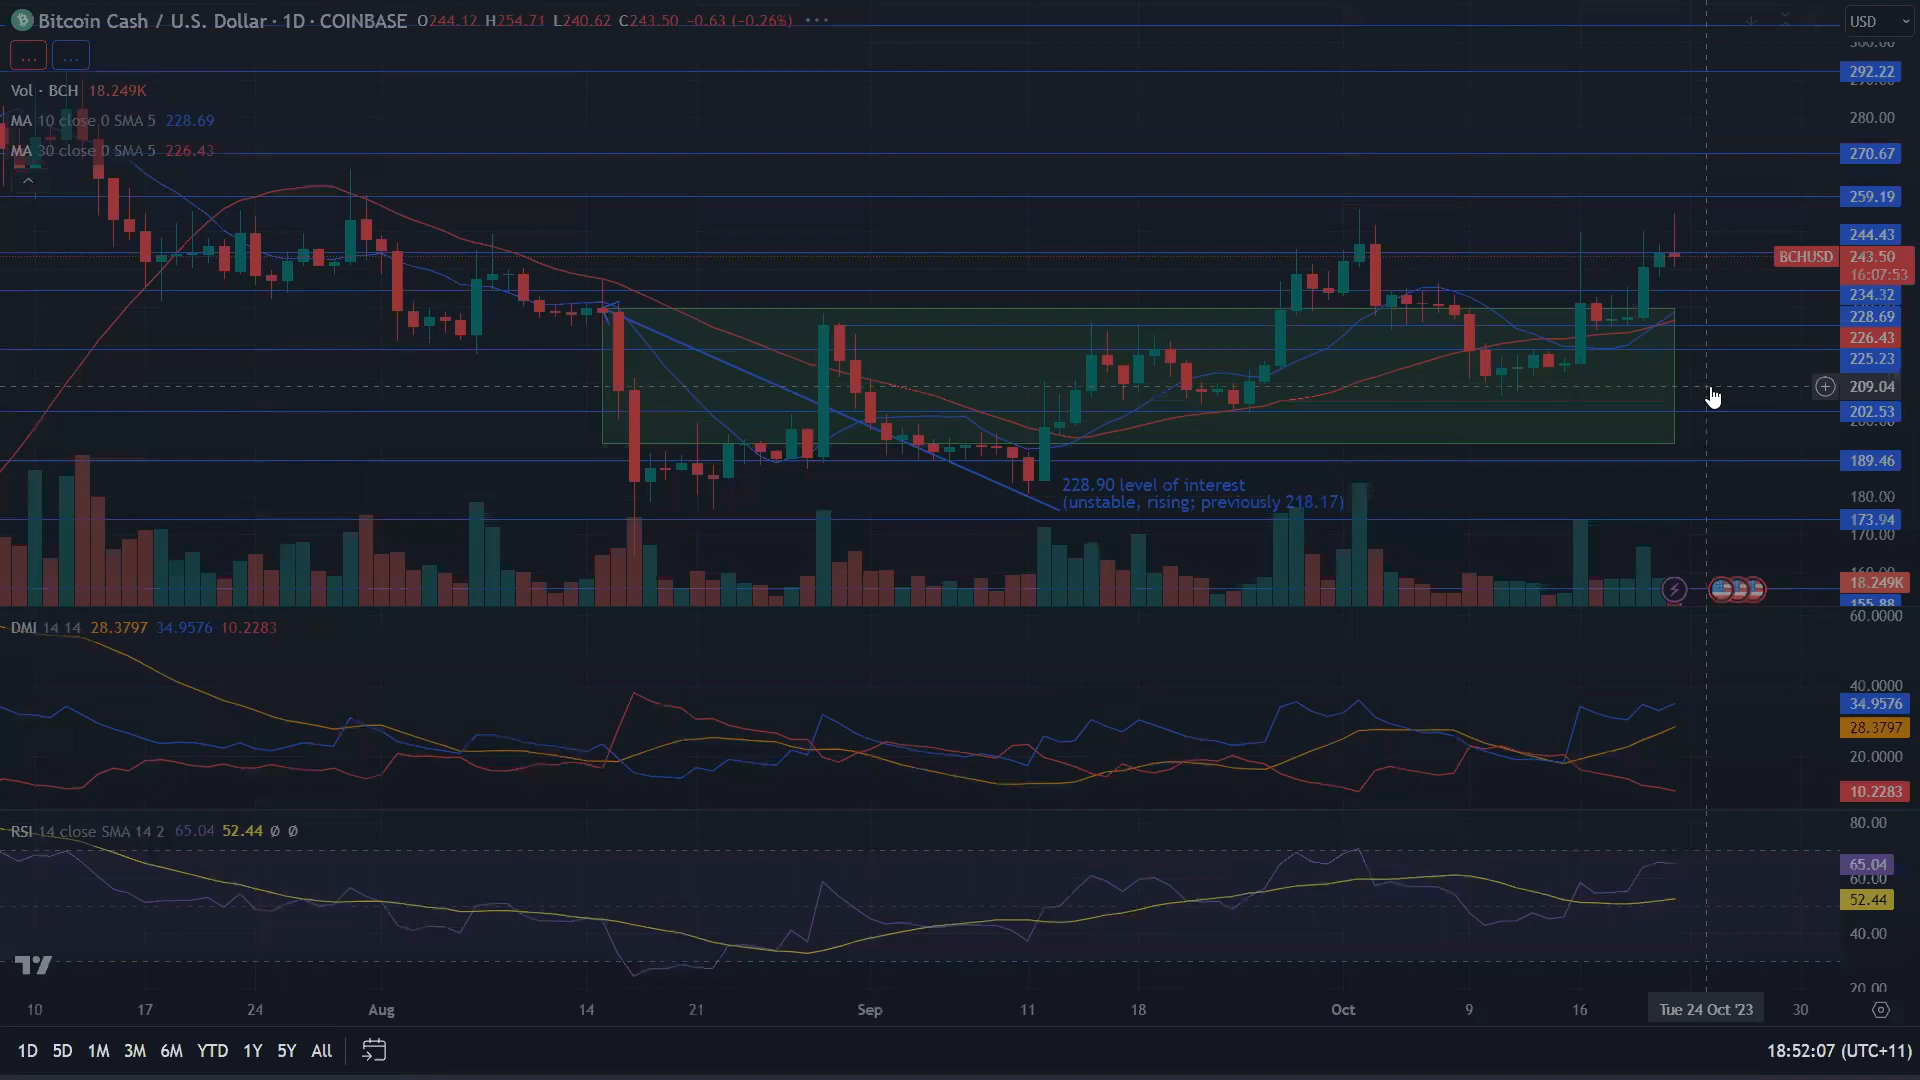 Bitcoin Cash / U.S. Dollar · 1D · COINBASE O244.12 H254.71 L240.62 C243.50 −0.63 (−0.26%) ···
USD
... ...
300.00
292.22
Vol · BCH 18.249K
280.00
MA 10 close 0 SMA 5 228.69
MA 30 close 0 SMA 5 226.43
270.67
259.19
244.43
BCHUSD 243.50
16:07:53
234.32
228.69
226.43
225.23
209.04
202.53
200.00
189.46
228.90 level of interest
(unstable, rising; previously 218.17)
180.00
173.94
170.00
18.249K
155.88
60.0000
DMI 14 14 28.3797 34.9576 10.2283
40.0000
34.9576
28.3797
20.0000
10.2283
RSI 14 close SMA 14 2 65.04 52.44 Ø Ø
80.00
65.04
60.00
52.44
40.00
20.00
10 17 24 Aug 14 21 Sep 11 18 Oct 9 16 Tue 24 Oct '23 30
1D 5D 1M 3M 6M YTD 1Y 5Y All
18:52:07 (UTC+11)